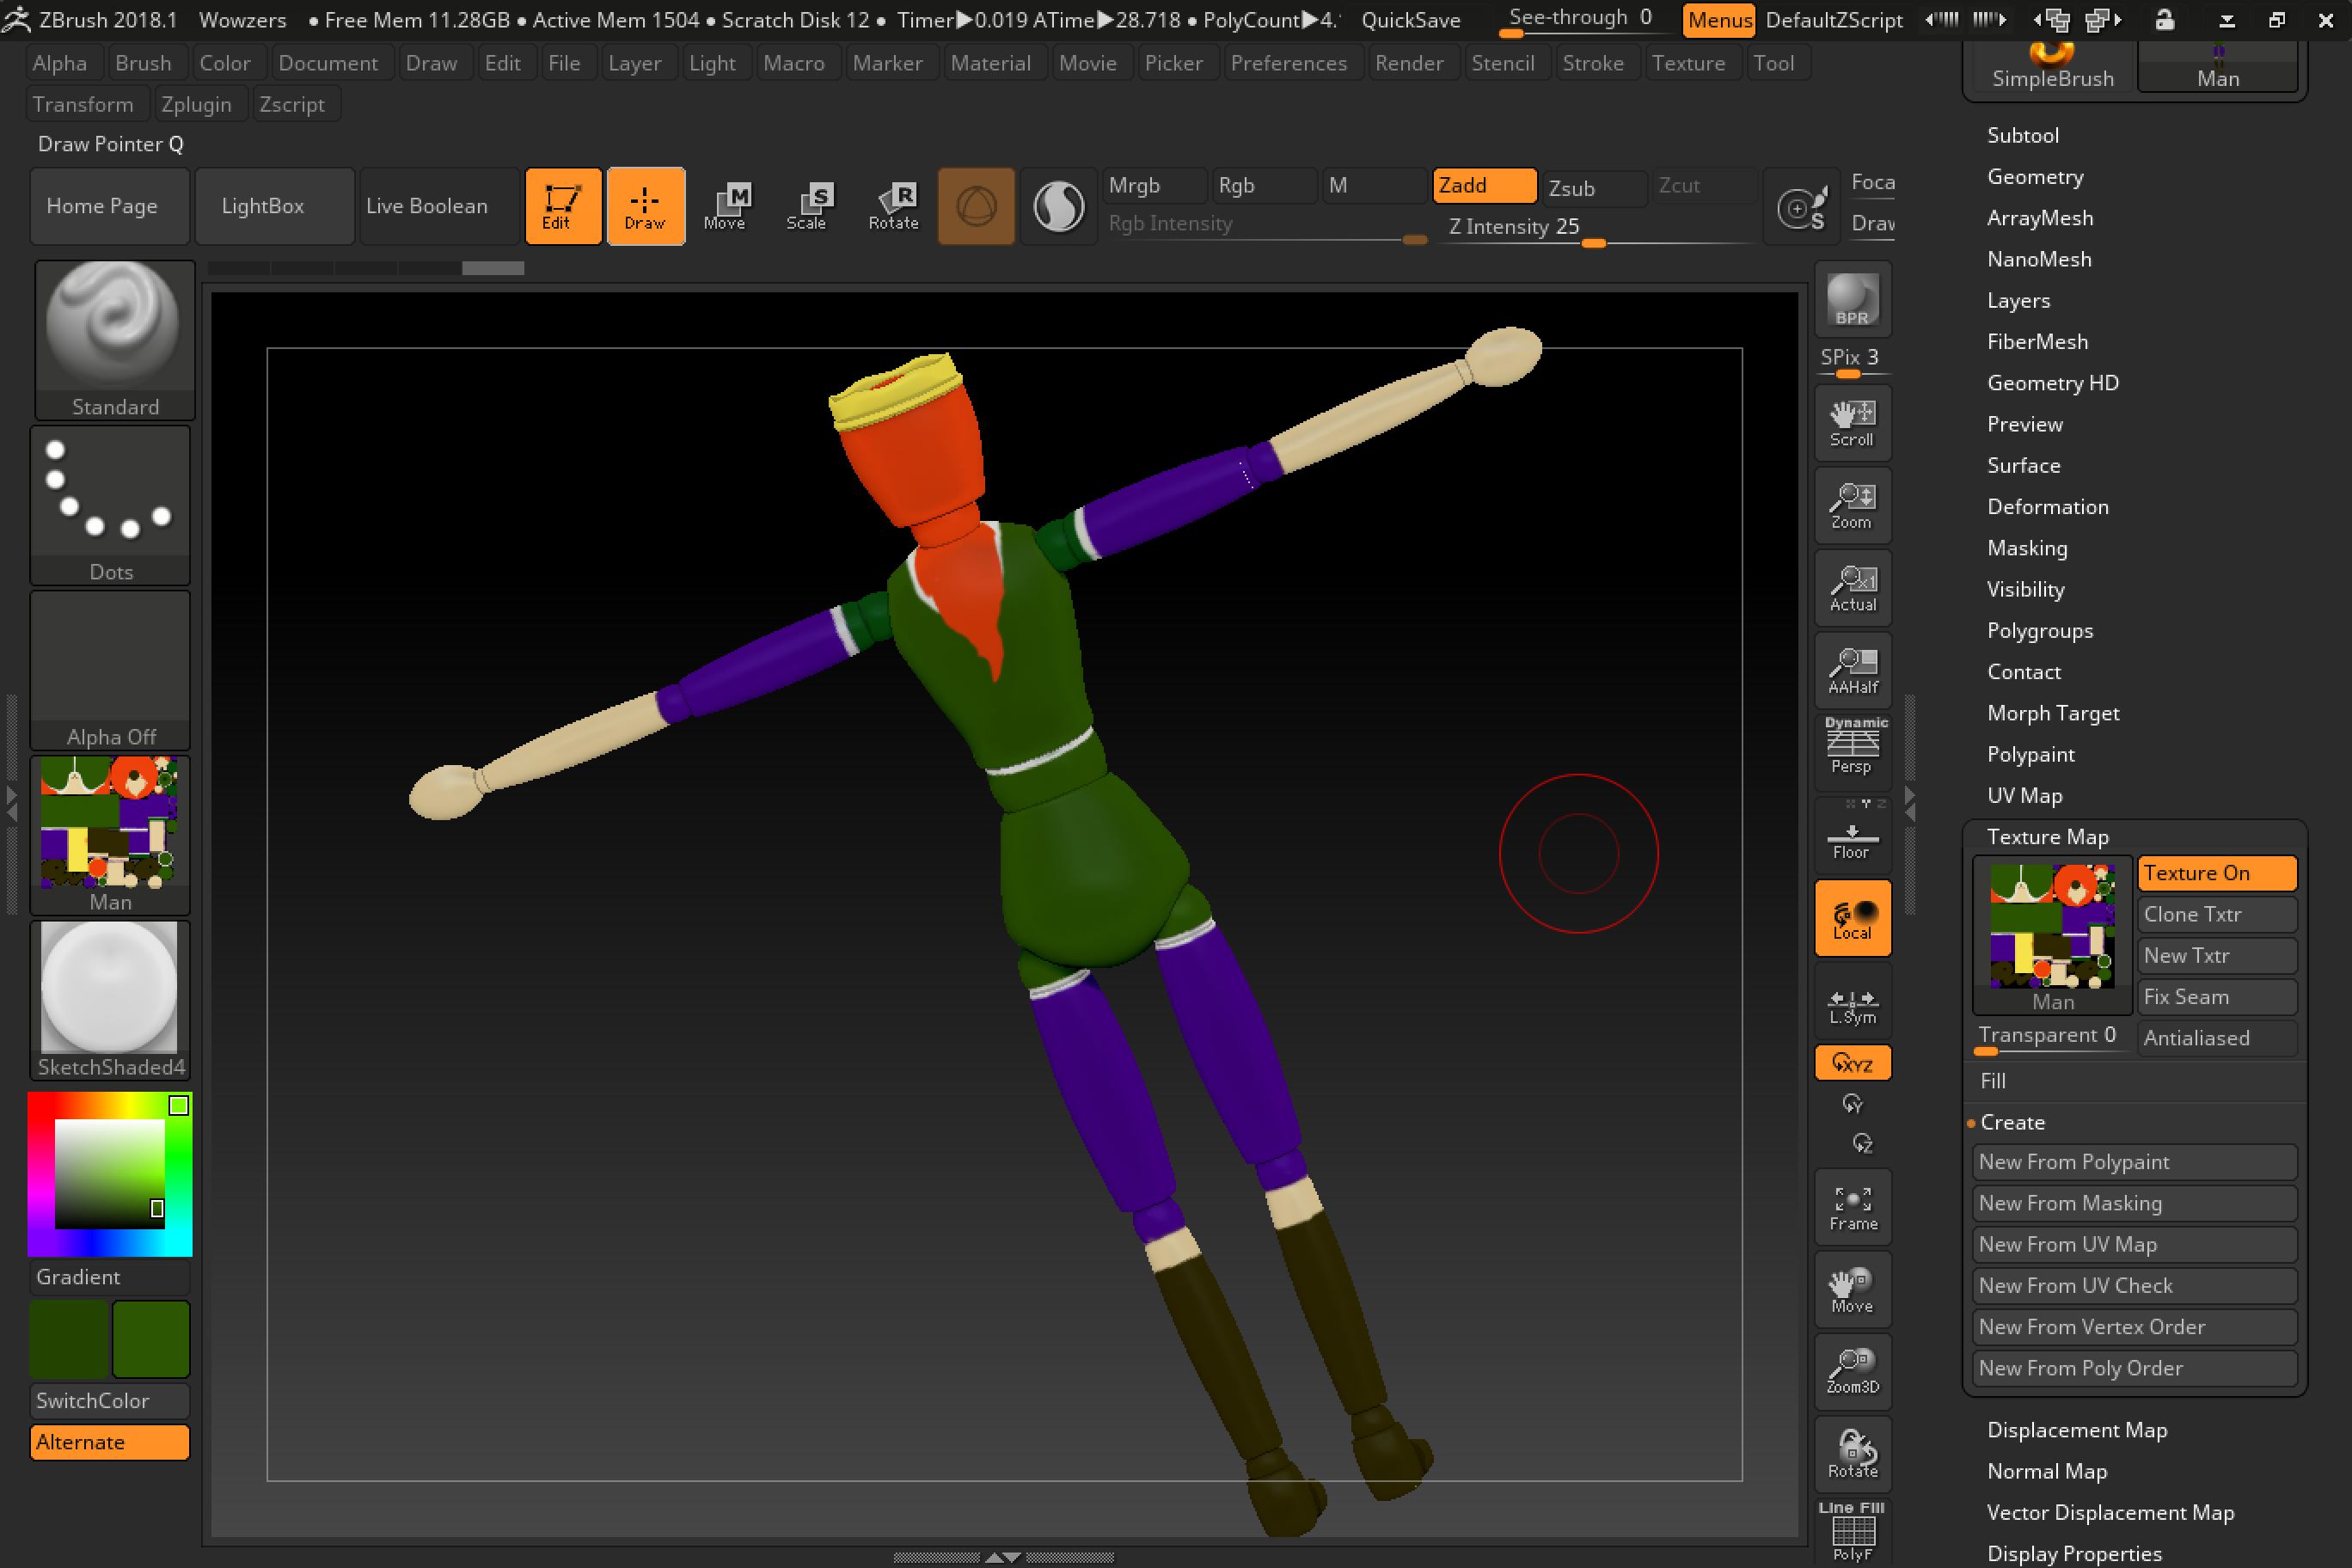 ZBrush 2018.1 Wowzers • Free Mem 11.28GB • Active Mem 1504 • Scratch Disk 12 • Timer▶0.019 ATime▶28.718 • PolyCount▶4. QuickSave See-through 0 Menus DefaultZScript
Alpha Brush Color Document Draw Edit File Layer Light Macro Marker Material Movie Picker Preferences Render Stencil Stroke Texture Tool
Transform Zplugin Zscript
Draw Pointer Q
Home Page
LightBox
Live Boolean
Edit
Draw
M
Move
S
Scale
R
Rotate
Mrgb Rgb M Zadd Zsub Zcut
Rgb Intensity Z Intensity 25
S
Foca
Draw
Standard
Dots
Alpha Off
Man
SketchShaded4
Gradient
SwitchColor
Alternate
BPR
SPix 3
Scroll
Zoom
x1
Actual
AAHalf
Dynamic
Persp
X Y Z
Floor
Local
L.Sym
XYZ
Y
Z
Frame
Move
Zoom3D
Rotate
Line Fill
PolyF
SimpleBrush Man
Subtool
Geometry
ArrayMesh
NanoMesh
Layers
FiberMesh
Geometry HD
Preview
Surface
Deformation
Masking
Visibility
Polygroups
Contact
Morph Target
Polypaint
UV Map
Texture Map
Man
Texture On
Clone Txtr
New Txtr
Fix Seam
Transparent 0 Antialiased
Fill
Create
New From Polypaint
New From Masking
New From UV Map
New From UV Check
New From Vertex Order
New From Poly Order
Displacement Map
Normal Map
Vector Displacement Map
Display Properties